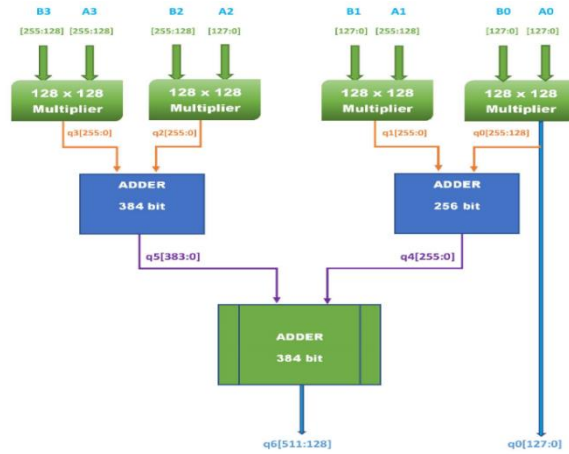 B3 A3 B2 A2 B1 A1 B0 A0
[255:128] [255:128] [255:128] [127:0] [127:0] [255:128] [127:0] [127:0]
128 x 128 128 x 128 128 x 128 128 x 128
Multiplier Multiplier Multiplier Multiplier
q3[255:0] q2[255:0] q1[255:0] q0[255:128]
ADDER ADDER
384 bit 256 bit
q5[383:0] q4[255:0]
ADDER
384 bit
q6[511:128] q0[127:0]